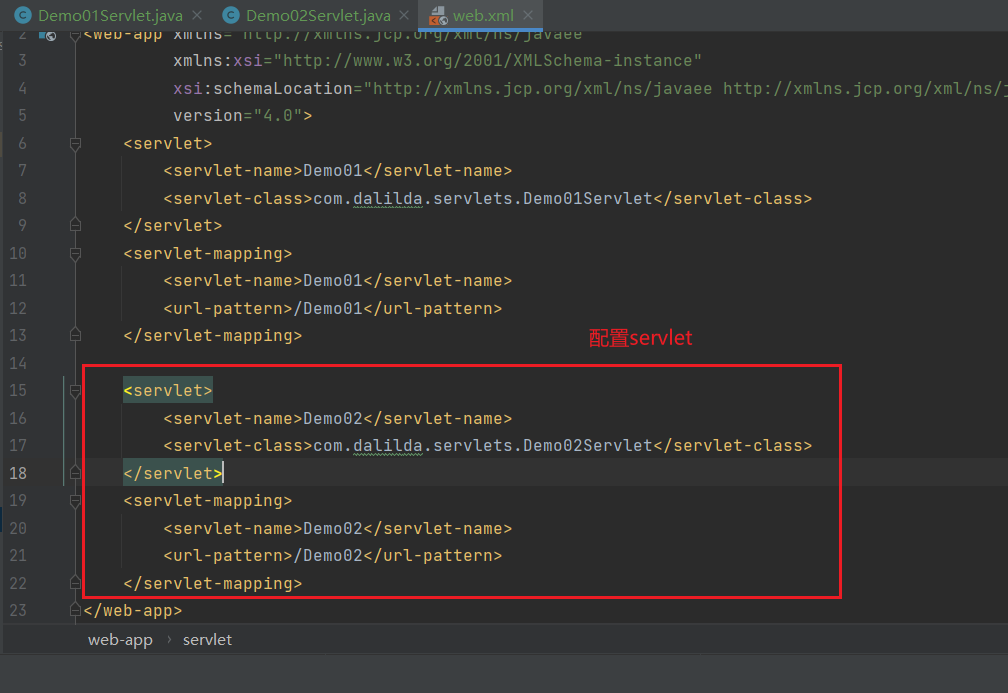 Demo01Servlet.java
Demo02Servlet.java
web.xml
2 <web-app xmlns="http://xmlns.jcp.org/xml/ns/javaee"
3 xmlns:xsi="http://www.w3.org/2001/XMLSchema-instance"
4 xsi:schemaLocation="http://xmlns.jcp.org/xml/ns/javaee http://xmlns.jcp.org/xml/ns/j
5 version="4.0">
6 <servlet>
7 <servlet-name>Demo01</servlet-name>
8 <servlet-class>com.dalilda.servlets.Demo01Servlet</servlet-class>
9 </servlet>
10 <servlet-mapping>
11 <servlet-name>Demo01</servlet-name>
12 <url-pattern>/Demo01</url-pattern>
13 </servlet-mapping>
配置servlet
14
15 <servlet>
16 <servlet-name>Demo02</servlet-name>
17 <servlet-class>com.dalilda.servlets.Demo02Servlet</servlet-class>
18 </servlet>
19 <servlet-mapping>
20 <servlet-name>Demo02</servlet-name>
21 <url-pattern>/Demo02</url-pattern>
22 </servlet-mapping>
23 </web-app>
web-app › servlet